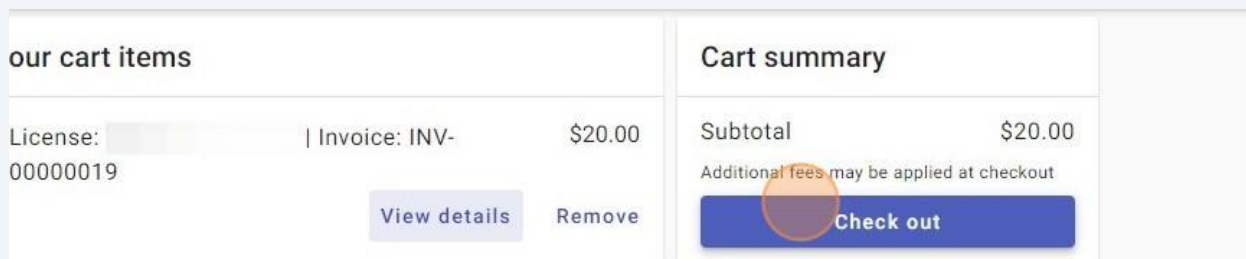 our cart items
License: | Invoice: INV-
00000019
$20.00
View details Remove
Cart summary
Subtotal $20.00
Additional fees may be applied at checkout
Check out